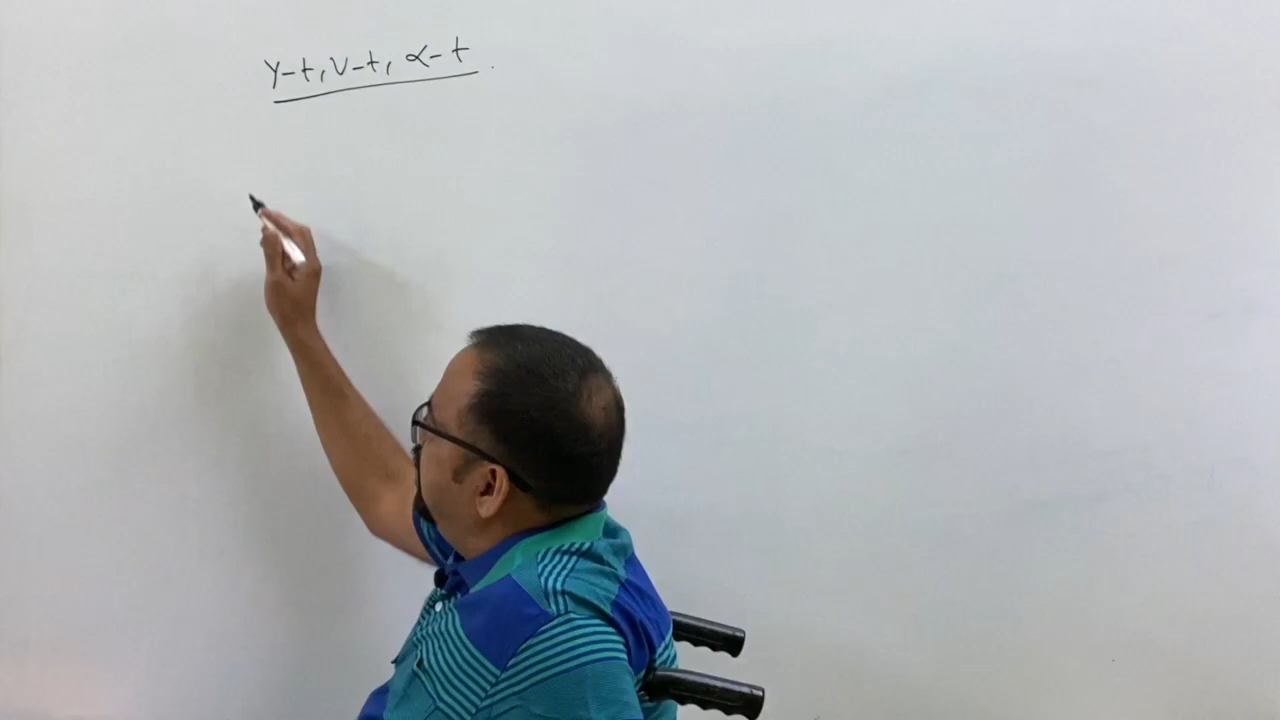 y-t, v-t, α-t